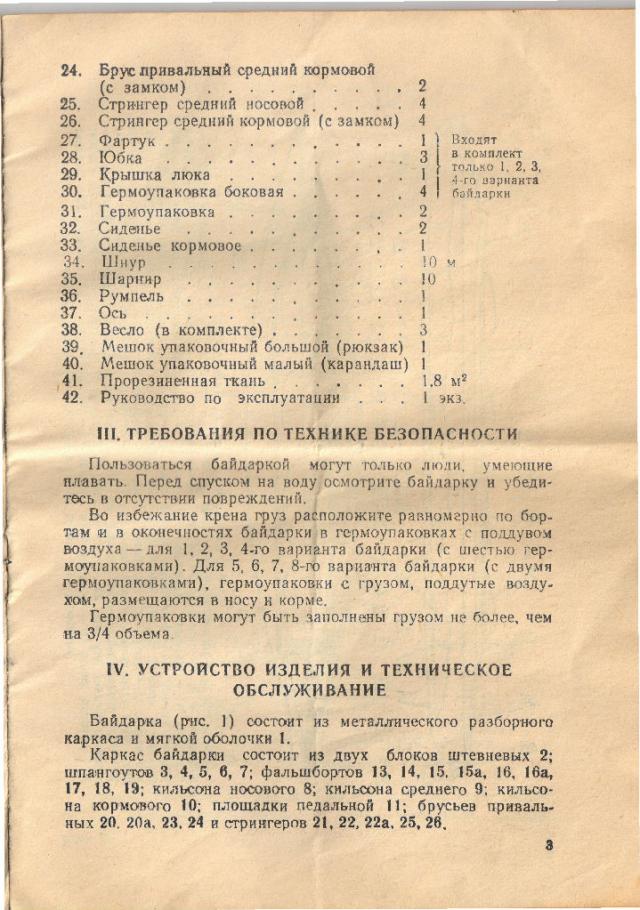 24. Брус привальный средний кормовой
(с замком) . . . . . . . . . . 2
25. Стрингер средний носовой . . . . . 4
26. Стрингер средний кормовой (с замком) 4
27. Фартук . . . . . . . . . . . . 1 Входят
28. Юбка . . . . . . . . . . . . 3 в комплект
29. Крышка люка . . . . . . . . . 1 только 1, 2, 3,
30. Гермоупаковка боковая . . . . . . 4 4-го варианта
байдарки
31. Гермоупаковка . . . . . . . . . 2
32. Сиденье . . . . . . . . . . . 2
33. Сиденье кормовое . . . . . . . . 1
34. Шнур . . . . . . . . . . . . 10 м
35. Шарнир . . . . . . . . . . . 10
36. Румпель . . . . . . . . . . . 1
37. Ось . . . . . . . . . . . . . 1
38. Весло (в комплекте) . . . . . . . 3
39. Мешок упаковочный большой (рюкзак) 1
40. Мешок упаковочный малый (карандаш) 1
41. Прорезиненная ткань . . . . . . . 1,8 м²
42. Руководство по эксплуатации . . . 1 экз.
III. ТРЕБОВАНИЯ ПО ТЕХНИКЕ БЕЗОПАСНОСТИ
Пользоваться байдаркой могут только люди, умеющие
плавать. Перед спуском на воду осмотрите байдарку и убеди-
тесь в отсутствии повреждений.
Во избежание крена груз расположите равномерно по бор-
там и в оконечностях байдарки в гермоупаковках с поддувом
воздуха — для 1, 2, 3, 4-го варианта байдарки (с шестью гер-
моупаковками). Для 5, 6, 7, 8-го варианта байдарки (с двумя
гермоупаковками), гермоупаковки с грузом, поддутые возду-
хом, размещаются в носу и корме.
Гермоупаковки могут быть заполнены грузом не более, чем
на 3/4 объема.
IV. УСТРОЙСТВО ИЗДЕЛИЯ И ТЕХНИЧЕСКОЕ
ОБСЛУЖИВАНИЕ
Байдарка (рис. 1) состоит из металлического разборного
каркаса и мягкой оболочки 1.
Каркас байдарки состоит из двух блоков штевневых 2;
шпангоутов 3, 4, 5, 6, 7; фальшбортов 13, 14, 15, 15а, 16, 16а,
17, 18, 19; кильсона носового 8; кильсона среднего 9; кильсо-
на кормового 10; площадки педальной 11; брусьев приваль-
ных 20, 20а, 23, 24 и стрингеров 21, 22, 22а, 25, 26.
3